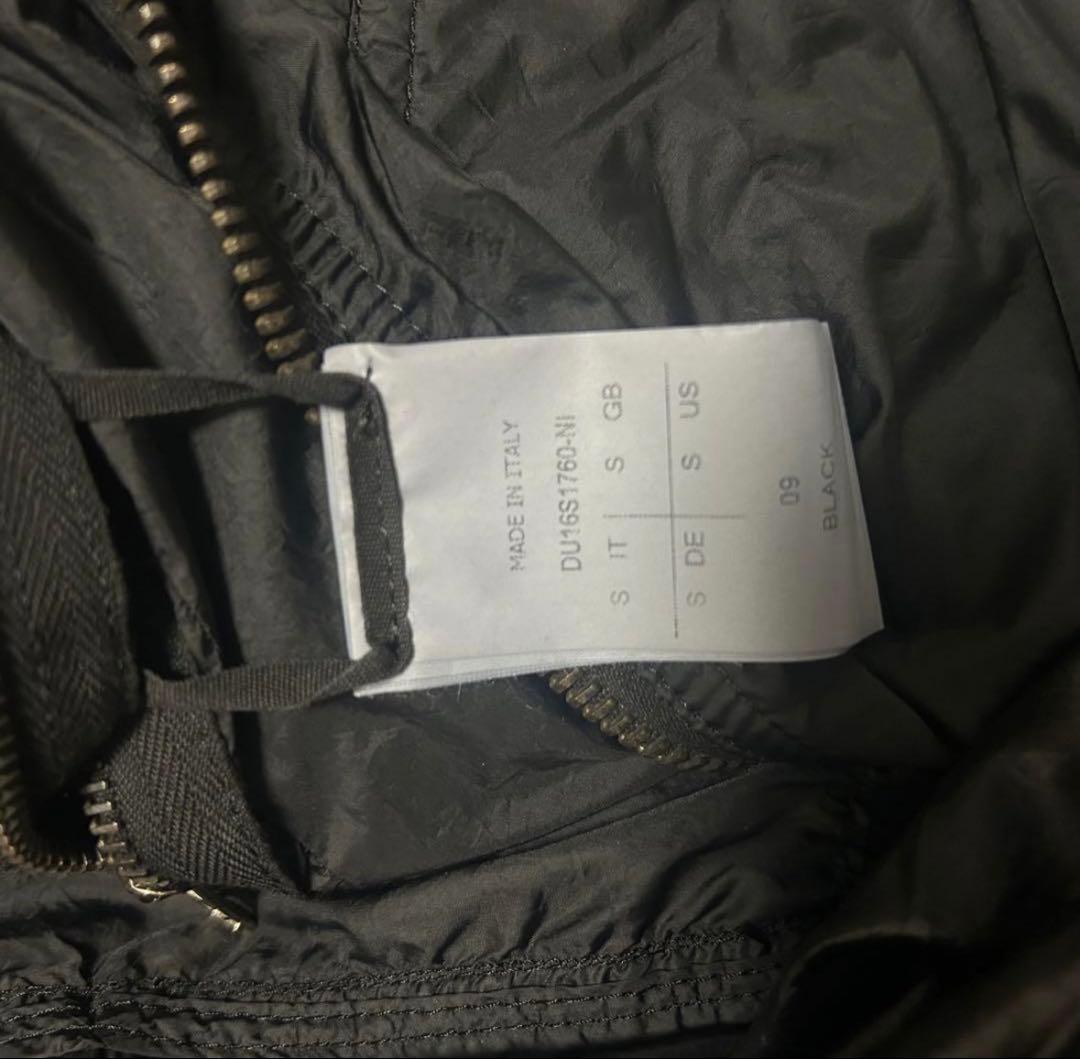 MADE IN ITALY
DU16S1760-NI
S IT S GB
S DE S US
09
BLACK